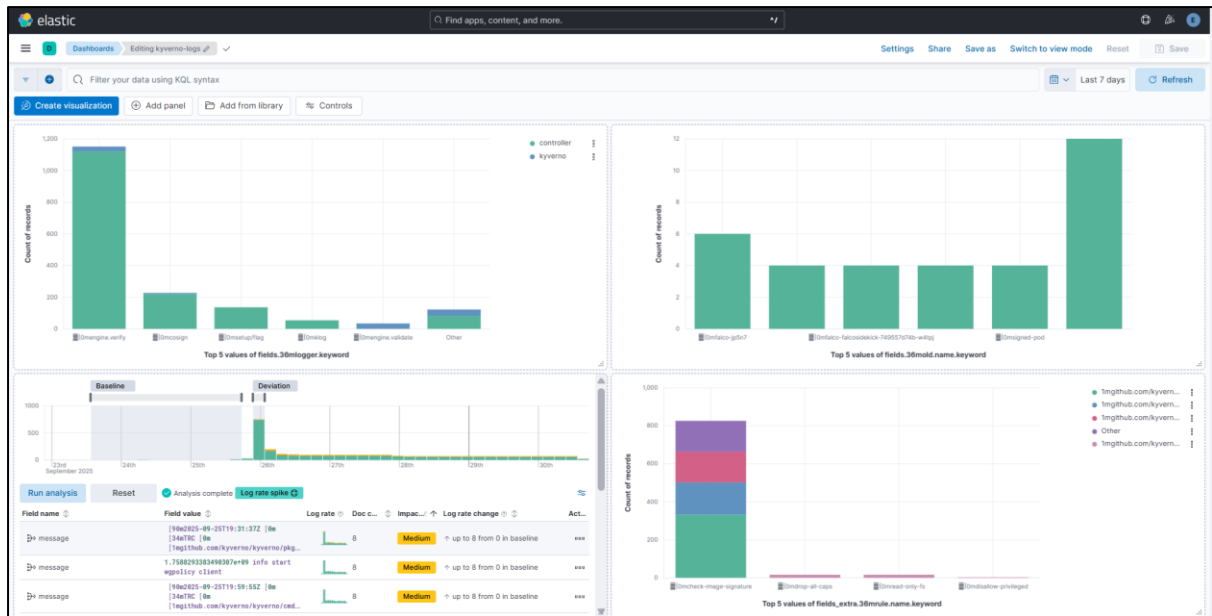 elastic
Find apps, content, and more.
D
Dashboards
Editing kyverno-logs
Settings
Share
Save as
Switch to view mode
Reset
Save
Filter your data using KQL syntax
Last 7 days
Refresh
Create visualization
Add panel
Add from library
Controls
1,200
1,000
800
600
400
200
0
Count of records
[0mengine.verify
[0mcosign
[0msetup/flag
[0mklog
[0mengine.validate
Other
Top 5 values of fields.36mlogger.keyword
controller
kyverno
12
10
8
6
4
2
0
Count of records
[0mfalco-jp5n7
[0mfalco-falcosidekick-749557d74b-w4tpj
[0msigned-pod
Top 5 values of fields.36mold.name.keyword
Baseline
Deviation
1000
500
0
23rd
September 2025
24th
25th
26th
27th
28th
29th
30th
Run analysis
Reset
Analysis complete
Log rate spike
Field name
Field value
Log rate
Doc c...
Impac...
Log rate change
Act...
message
[90m2025-09-25T19:31:37Z [0m
[34mTRC [0m
[1mgithub.com/kyverno/kyverno/pkg...
8
Medium
up to 8 from 0 in baseline
message
1.7588293383490387e+09 info start
wgpolicy client
8
Medium
up to 8 from 0 in baseline
message
[90m2025-09-25T19:59:55Z [0m
[34mTRC [0m
[1mgithub.com/kyverno/kyverno/cmd...
8
Medium
up to 8 from 0 in baseline
1,000
800
600
400
200
0
Count of records
[0mcheck-image-signature
[0mdrop-all-caps
[0mread-only-fs
[0mdisallow-privileged
Top 5 values of fields_extra.36mrule.name.keyword
1mgithub.com/kyvern...
1mgithub.com/kyvern...
1mgithub.com/kyvern...
Other
1mgithub.com/kyvern...